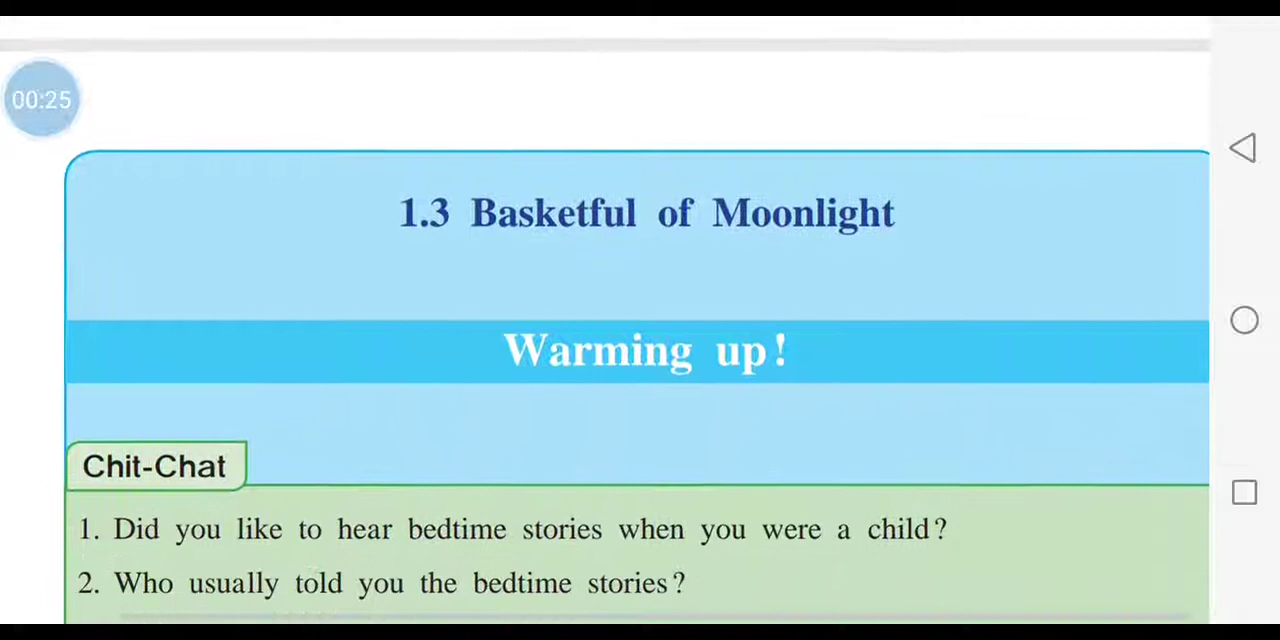 00:25
1.3 Basketful of Moonlight
Warming up!
Chit-Chat
1. Did you like to hear bedtime stories when you were a child?
2. Who usually told you the bedtime stories?